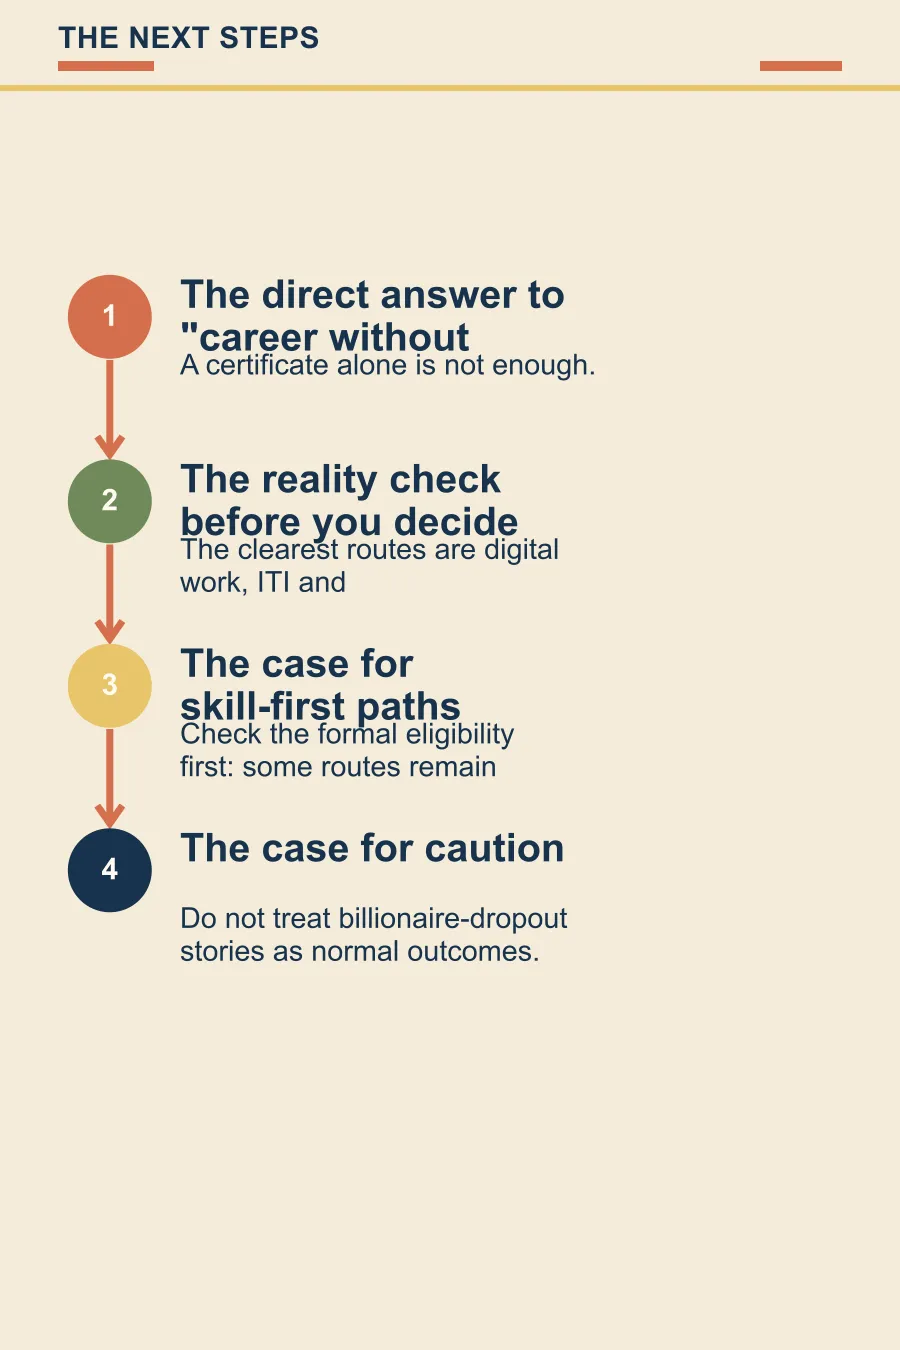 THE NEXT STEPS
1
The direct answer to
"career without
A certificate alone is not enough.
2
The reality check
before you decide
The clearest routes are digital
work, ITI and
3
The case for
skill-first paths
Check the formal eligibility
first: some routes remain
4
The case for caution
Do not treat billionaire-dropout
stories as normal outcomes.